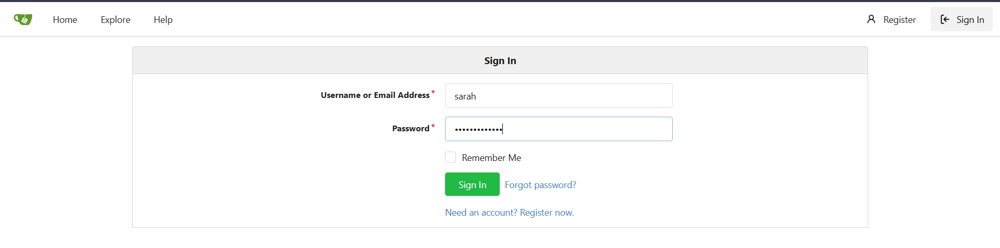 Home Explore Help Register Sign In
Sign In
Username or Email Address* sarah
Password* •••••••••••••
Remember Me
Sign In Forgot password?
Need an account? Register now.